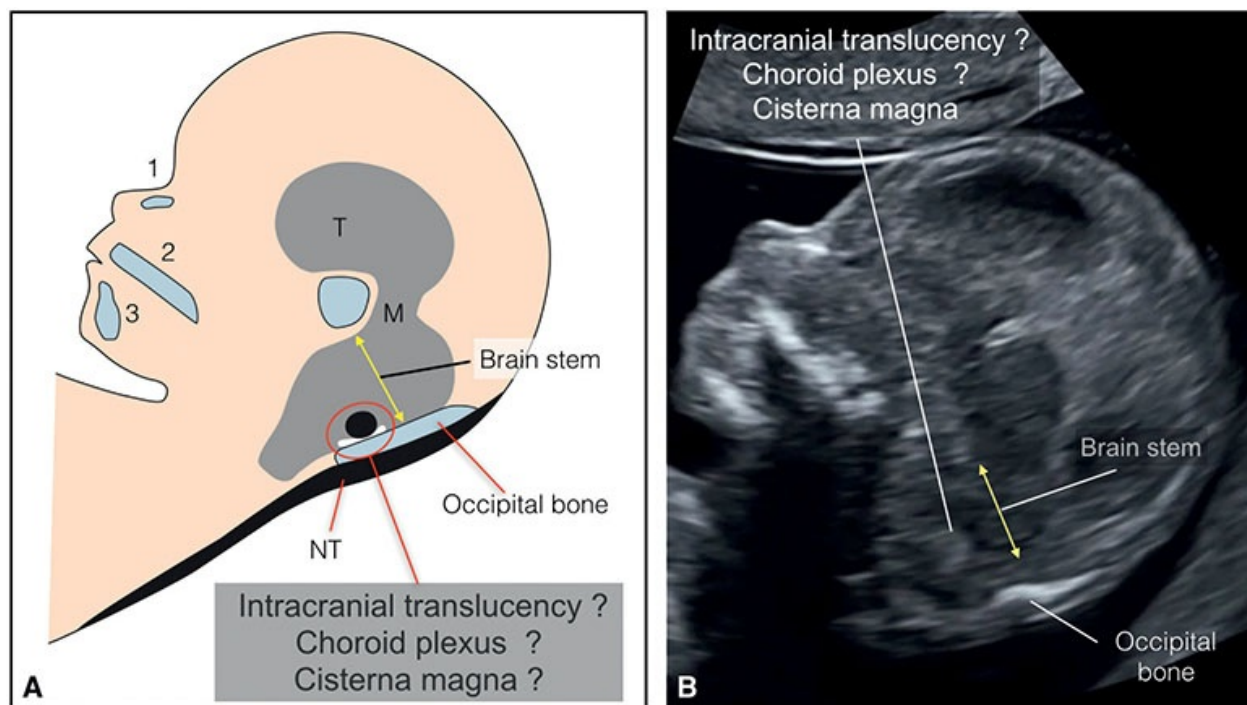 1
2
3
T
M
Brain stem
Occipital bone
NT
Intracranial translucency ?
Choroid plexus ?
Cisterna magna ?
A
Intracranial translucency ?
Choroid plexus ?
Cisterna magna
Brain stem
Occipital
bone
B